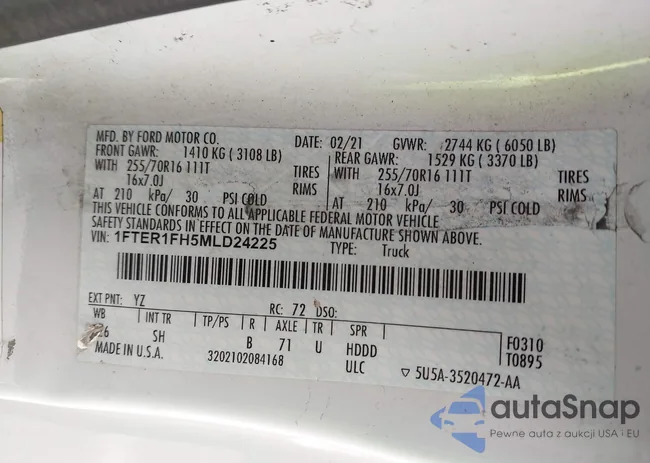 MFD. BY FORD MOTOR CO.
DATE: 02/21 GVWR: 2744 KG ( 6050 LB)
FRONT GAWR: 1410 KG ( 3108 LB) REAR GAWR: 1529 KG ( 3370 LB)
WITH 255/70R16 111T TIRES WITH 255/70R16 111T TIRES
16x7.0J RIMS 16x7.0J RIMS
AT 210 kPa/ 30 PSI COLD AT 210 kPa/ 30 PSI COLD
THIS VEHICLE CONFORMS TO ALL APPLICABLE FEDERAL MOTOR VEHICLE
SAFETY STANDARDS IN EFFECT ON THE DATE OF MANUFACTURE SHOWN ABOVE.
VIN: 1FTER1FH5MLD24225 TYPE: Truck
EXT PNT: YZ RC: 72 DSO:
WB INT TR TP/PS R AXLE TR SPR F0310
SH B 71 U HDDD T0895
MADE IN U.S.A. 3202102084168 ULC ▽ 5U5A-3520472-AA
autaSnap
Pewne auta z aukcji USA i EU